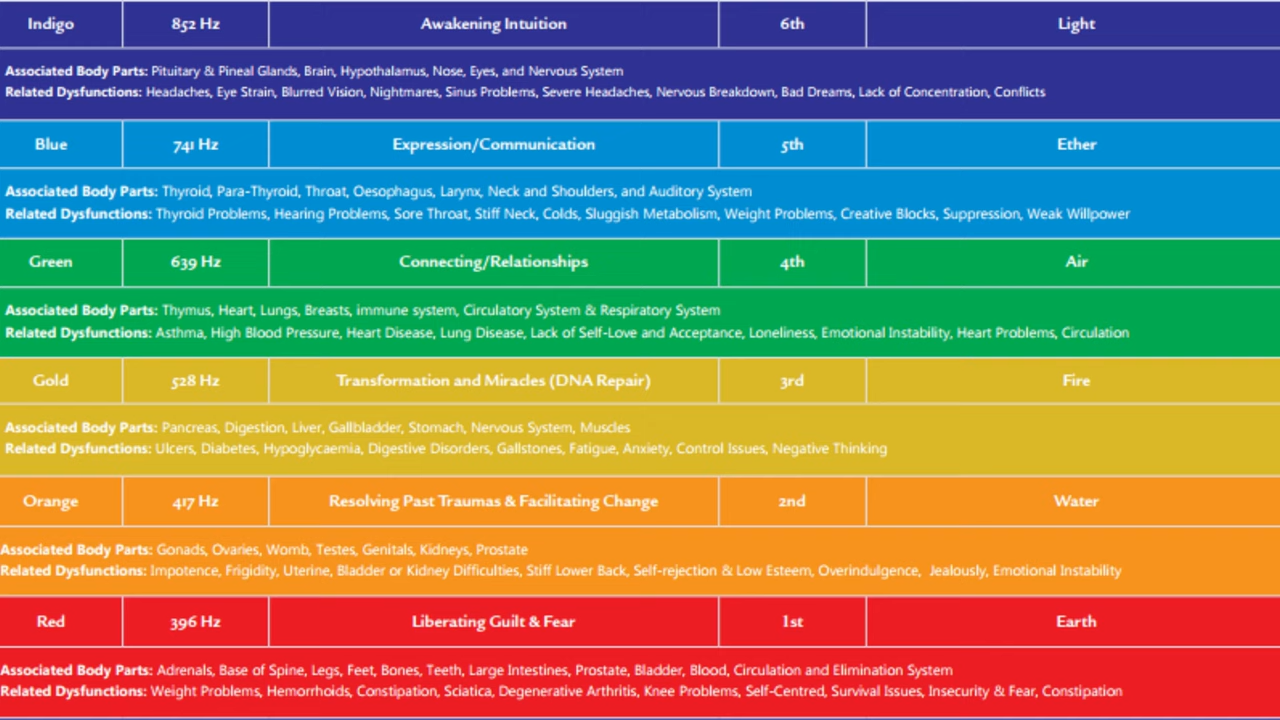 Indigo 852 Hz Awakening Intuition 6th Light
Associated Body Parts: Pituitary & Pineal Glands, Brain, Hypothalamus, Nose, Eyes, and Nervous System
Related Dysfunctions: Headaches, Eye Strain, Blurred Vision, Nightmares, Sinus Problems, Severe Headaches, Nervous Breakdown, Bad Dreams, Lack of Concentration, Conflicts
Blue 741 Hz Expression/Communication 5th Ether
Associated Body Parts: Thyroid, Para-Thyroid, Throat, Oesophagus, Larynx, Neck and Shoulders, and Auditory System
Related Dysfunctions: Thyroid Problems, Hearing Problems, Sore Throat, Stiff Neck, Colds, Sluggish Metabolism, Weight Problems, Creative Blocks, Suppression, Weak Willpower
Green 639 Hz Connecting/Relationships 4th Air
Associated Body Parts: Thymus, Heart, Lungs, Breasts, immune system, Circulatory System & Respiratory System
Related Dysfunctions: Asthma, High Blood Pressure, Heart Disease, Lung Disease, Lack of Self-Love and Acceptance, Loneliness, Emotional Instability, Heart Problems, Circulation
Gold 528 Hz Transformation and Miracles (DNA Repair) 3rd Fire
Associated Body Parts: Pancreas, Digestion, Liver, Gallbladder, Stomach, Nervous System, Muscles
Related Dysfunctions: Ulcers, Diabetes, Hypoglycaemia, Digestive Disorders, Gallstones, Fatigue, Anxiety, Control Issues, Negative Thinking
Orange 417 Hz Resolving Past Traumas & Facilitating Change 2nd Water
Associated Body Parts: Gonads, Ovaries, Womb, Testes, Genitals, Kidneys, Prostate
Related Dysfunctions: Impotence, Frigidity, Uterine, Bladder or Kidney Difficulties, Stiff Lower Back, Self-rejection & Low Esteem, Overindulgence, Jealously, Emotional Instability
Red 396 Hz Liberating Guilt & Fear 1st Earth
Associated Body Parts: Adrenals, Base of Spine, Legs, Feet, Bones, Teeth, Large Intestines, Prostate, Bladder, Blood, Circulation and Elimination System
Related Dysfunctions: Weight Problems, Hemorrhoids, Constipation, Sciatica, Degenerative Arthritis, Knee Problems, Self-Centred, Survival Issues, Insecurity & Fear, Constipation